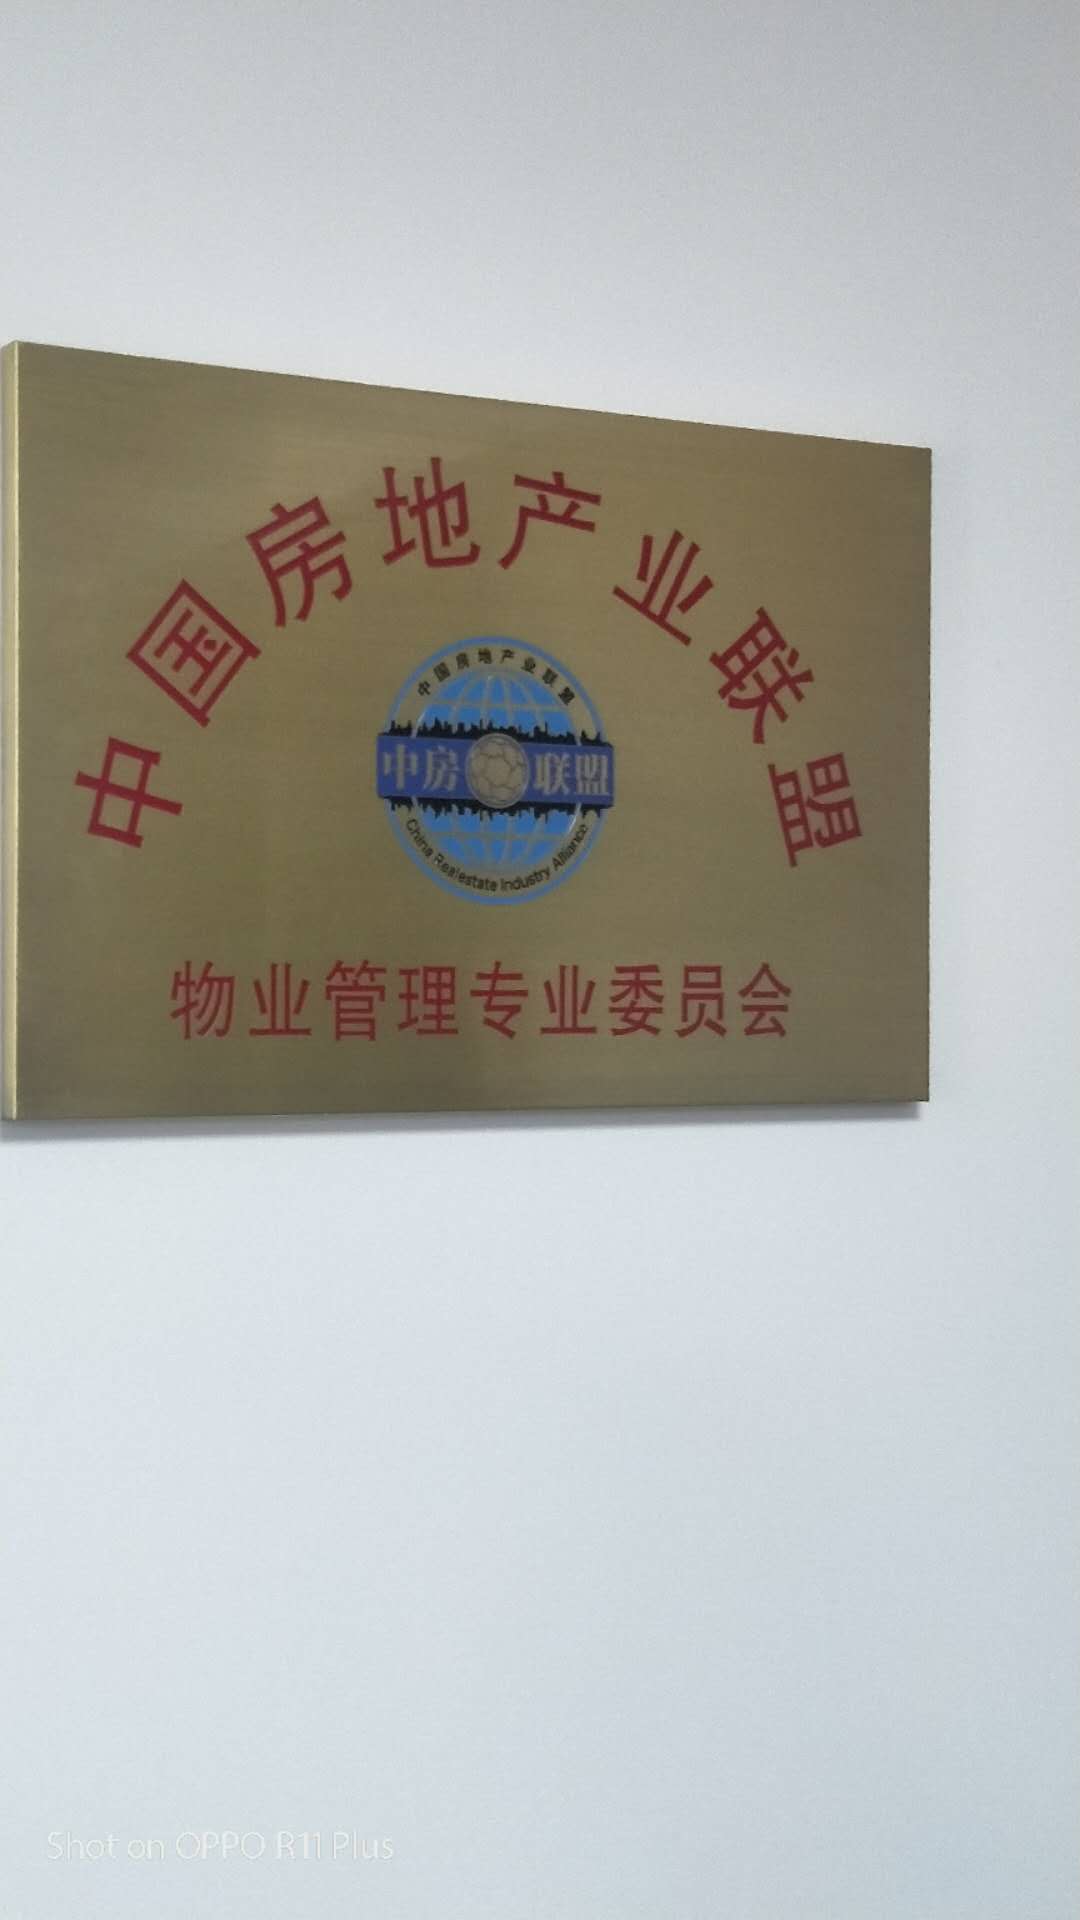 中国房地产业联盟
中国房地产业联盟
中房联盟
China Realestate Industry Alliance
物业管理专业委员会
Shot on OPPO R11 Plus